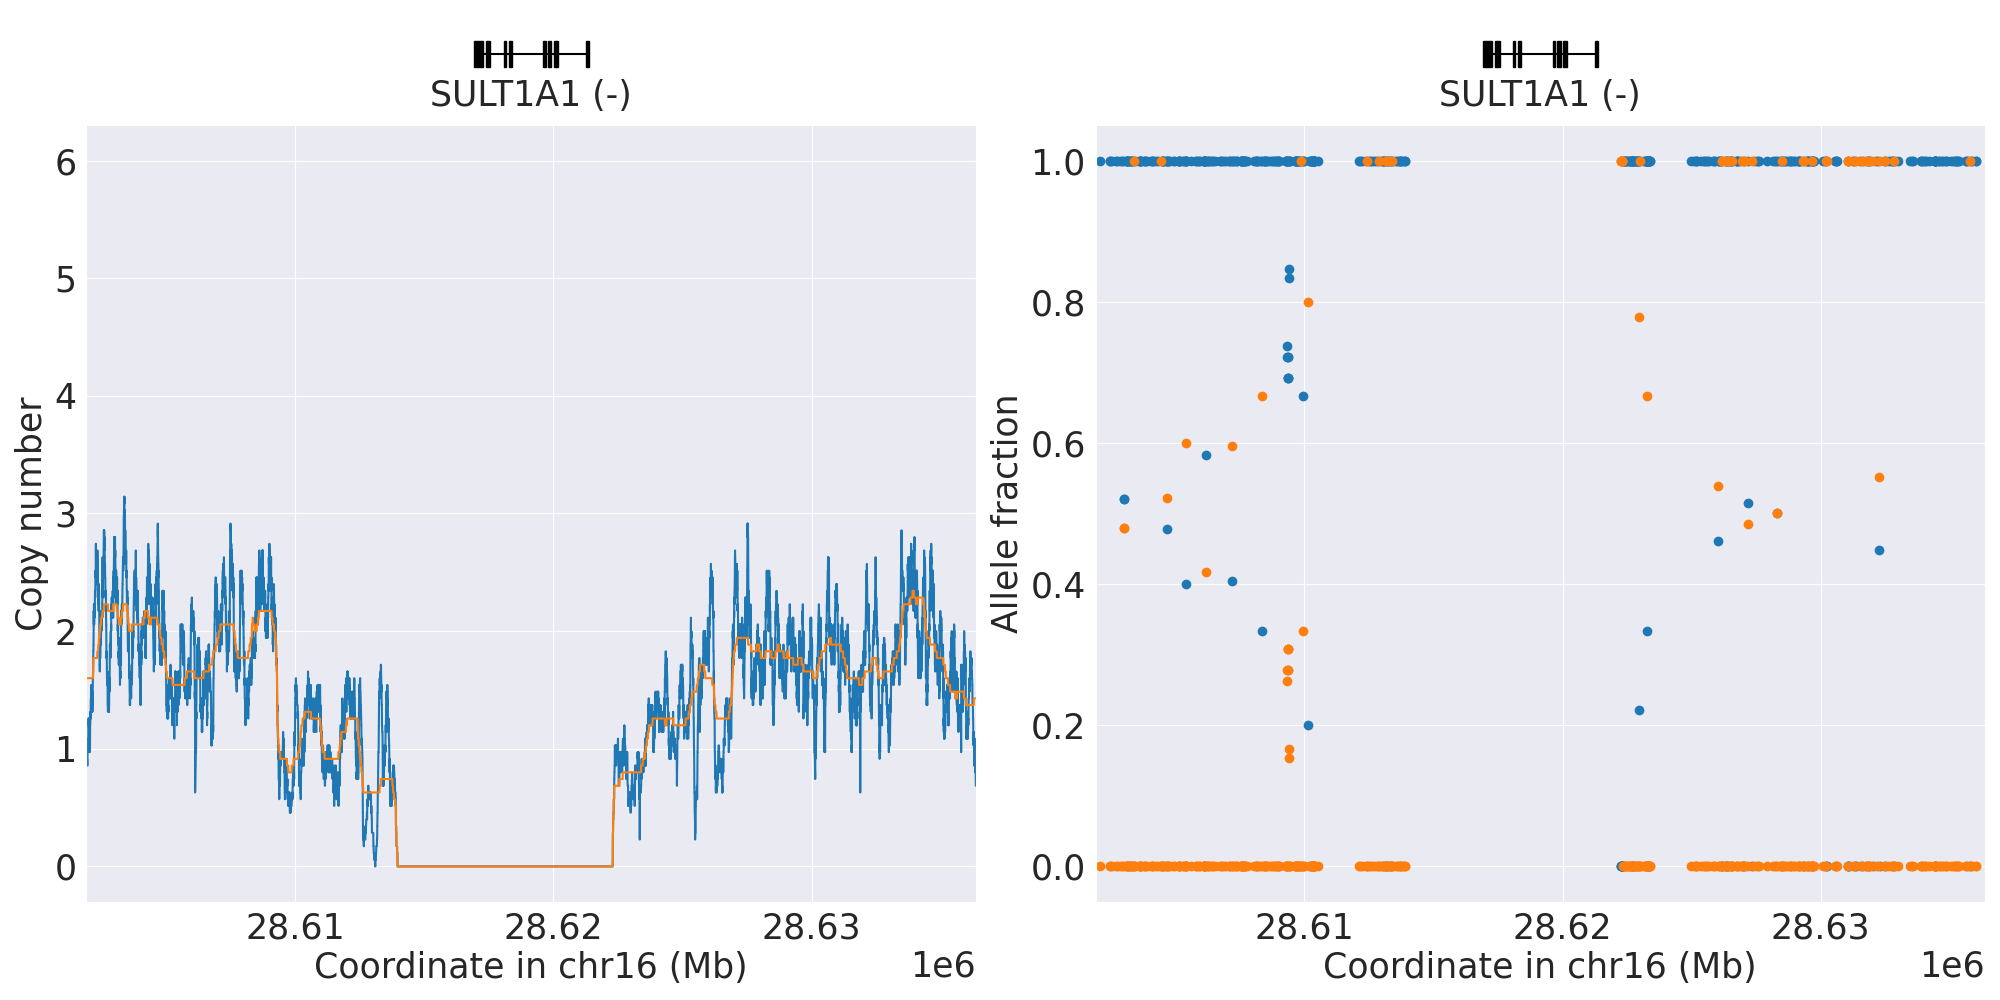 SULT1A1 (-)
SULT1A1 (-)
Copy number
6
5
4
3
2
1
0
28.61
28.62
28.63
Coordinate in chr16 (Mb)
1e6
Allele fraction
1.0
0.8
0.6
0.4
0.2
0.0
28.61
28.62
28.63
Coordinate in chr16 (Mb)
1e6